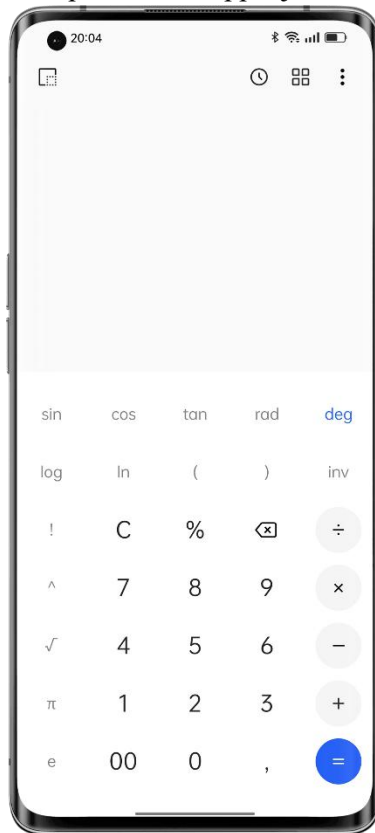 20:04
sin cos tan rad deg
log ln ( ) inv
! C % ÷
^ 7 8 9 ×
√ 4 5 6 −
π 1 2 3 +
e 00 0 , =